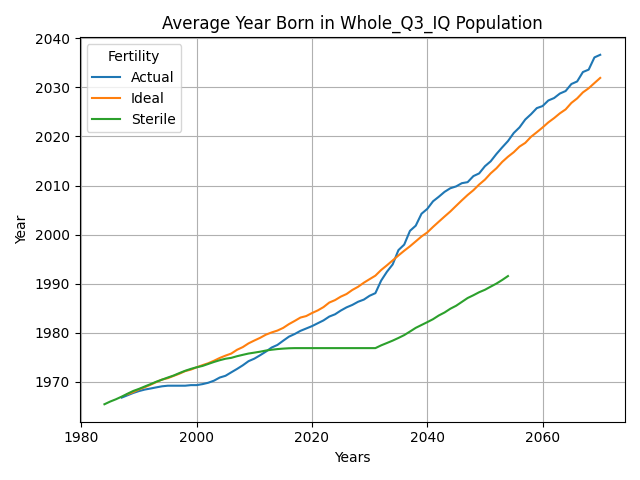 Average Year Born in Whole_Q3_IQ Population
Fertility
Actual
Ideal
Sterile
2040
2030
2020
2010
2000
1990
1980
1970
Year
1980
2000
2020
2040
2060
Years